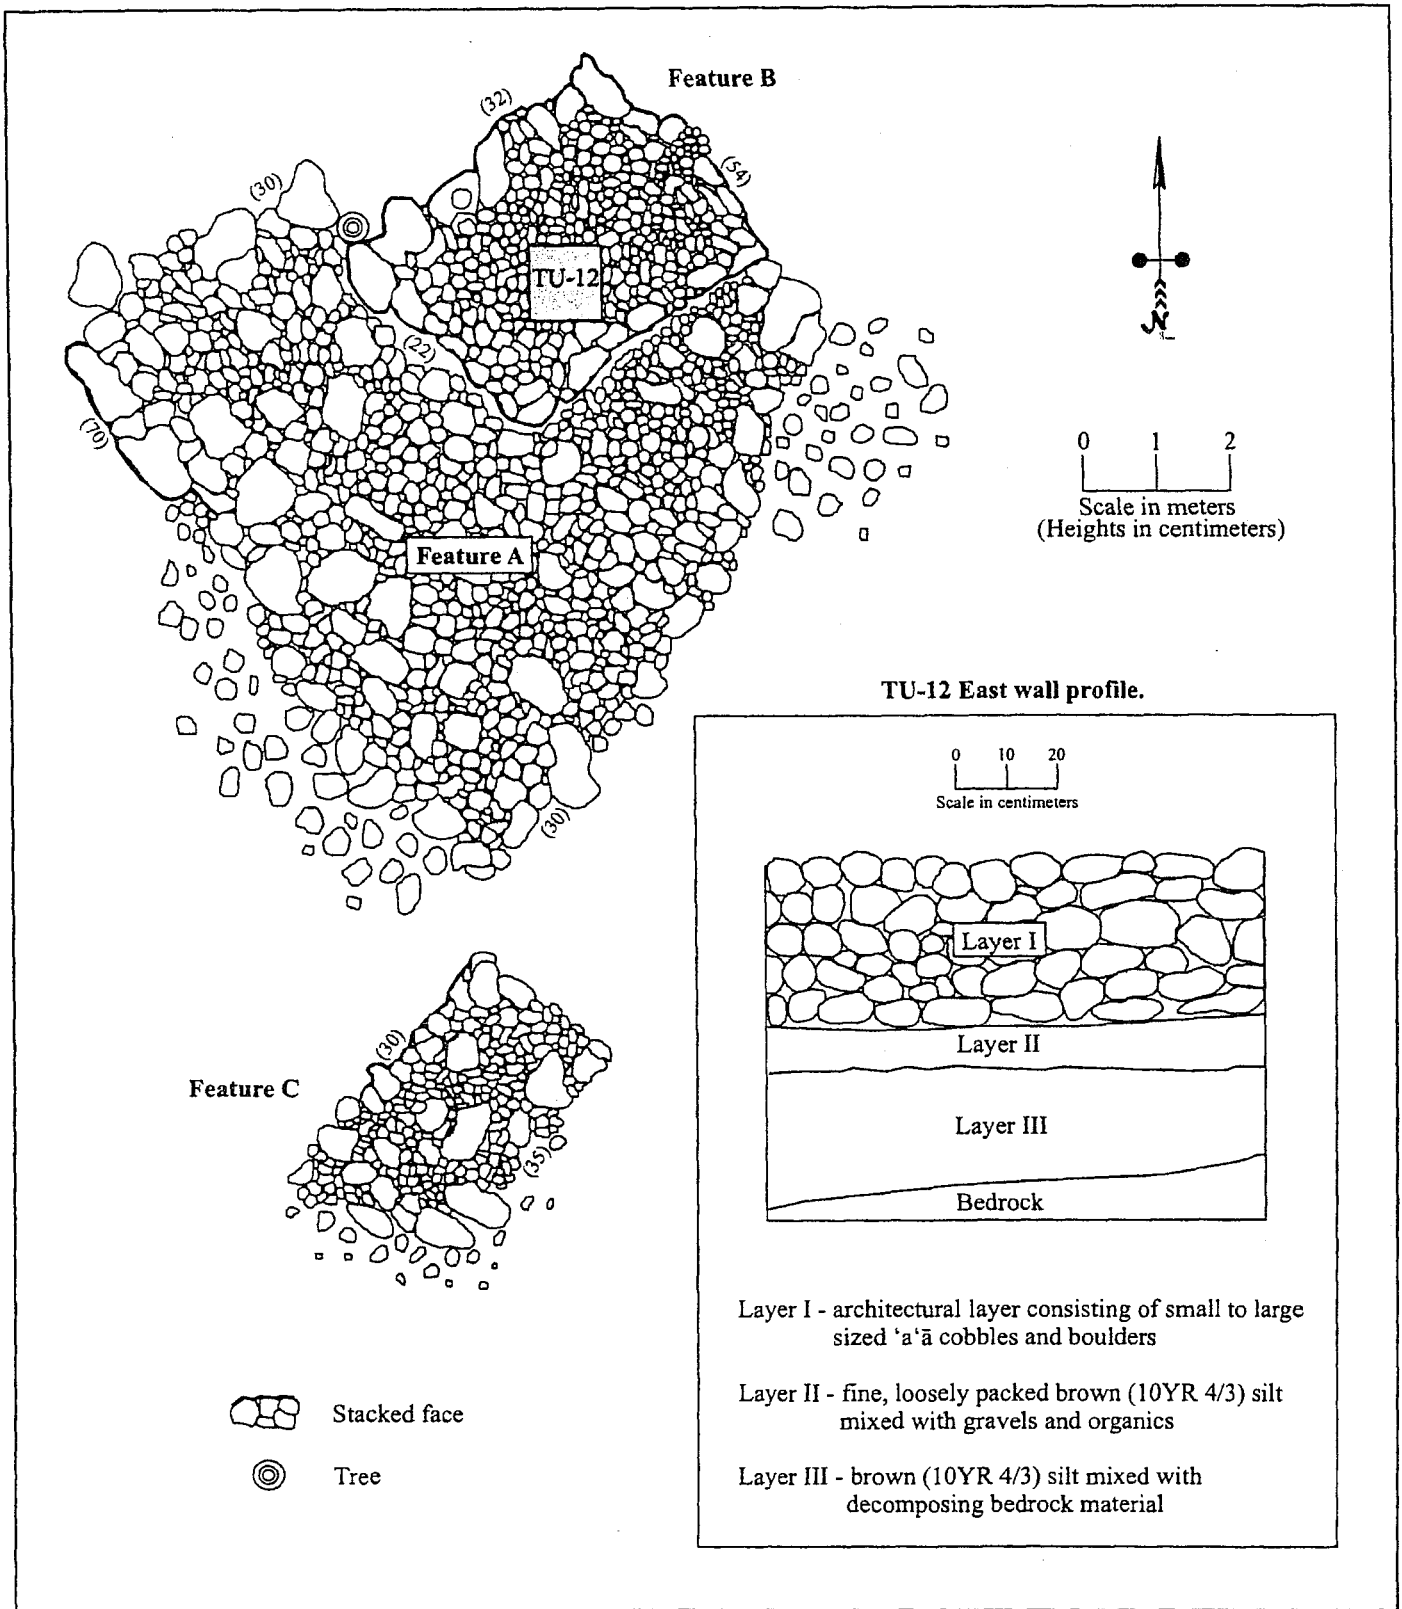 Feature B
(32)
(54)
(30)
TU-12
(22)
(70)
N
0 1 2
Scale in meters
(Heights in centimeters)
Feature A
(30)
TU-12 East wall profile.
0 10 20
Scale in centimeters
Layer I
Layer II
Layer III
Bedrock
(30)
Feature C
(35)
Layer I - architectural layer consisting of small to large
sized ʻaʻā cobbles and boulders
Layer II - fine, loosely packed brown (10YR 4/3) silt
mixed with gravels and organics
Layer III - brown (10YR 4/3) silt mixed with
decomposing bedrock material
Stacked face
Tree